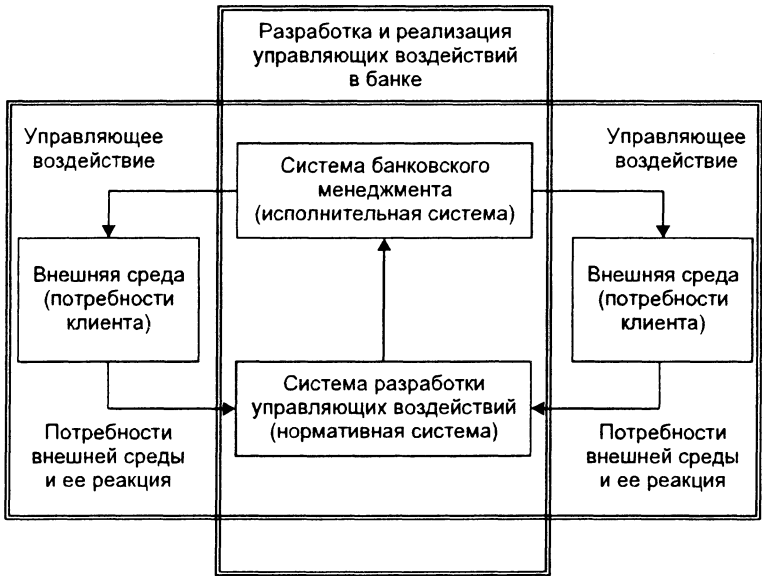 Разработка и реализация
управляющих воздействий
в банке
Управляющее
воздействие
Управляющее
воздействие
Система банковского
менеджмента
(исполнительная система)
Внешняя среда
(потребности
клиента)
Внешняя среда
(потребности
клиента)
Система разработки
управляющих воздействий
(нормативная система)
Потребности
внешней среды
и ее реакция
Потребности
внешней среды
и ее реакция